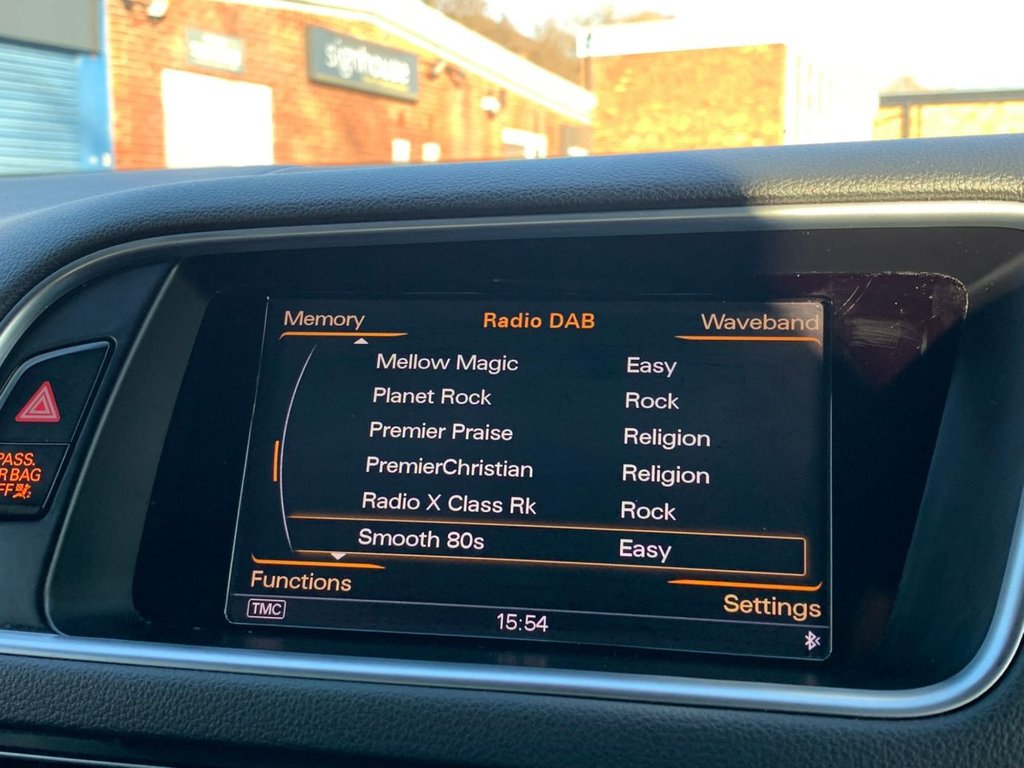 signhouse
Memory Radio DAB Waveband
Mellow Magic Easy
Planet Rock Rock
Premier Praise Religion
PremierChristian Religion
Radio X Class Rk Rock
Smooth 80s Easy
Functions Settings
TMC 15:54
PASS.